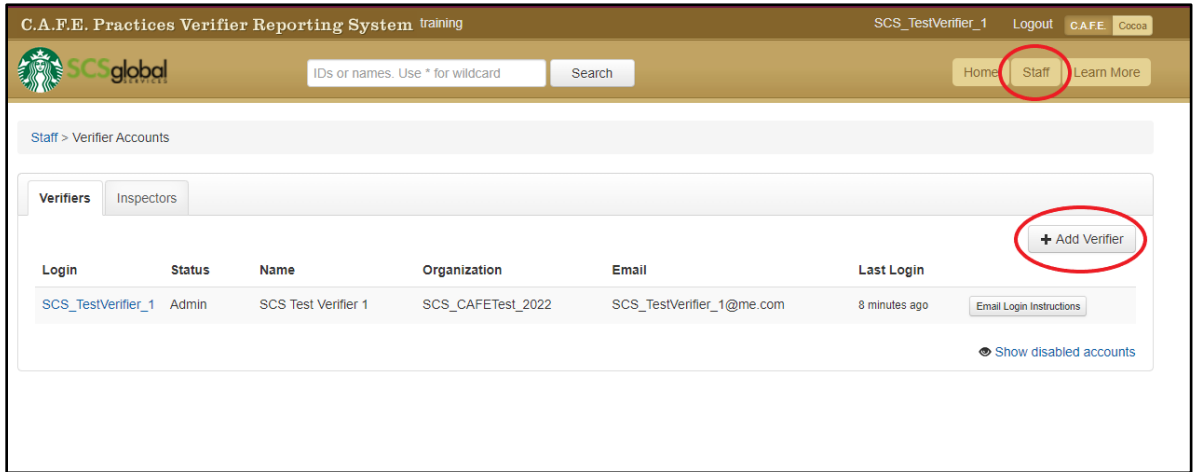 C.A.F.E. Practices Verifier Reporting System training SCS_TestVerifier_1 Logout C.A.F.E. Cocoa
SCSglobal SERVICES IDs or names. Use * for wildcard Search Home Staff Learn More
Staff > Verifier Accounts
Verifiers Inspectors
+ Add Verifier
Login Status Name Organization Email Last Login
SCS_TestVerifier_1 Admin SCS Test Verifier 1 SCS_CAFETest_2022 SCS_TestVerifier_1@me.com 8 minutes ago Email Login Instructions
Show disabled accounts